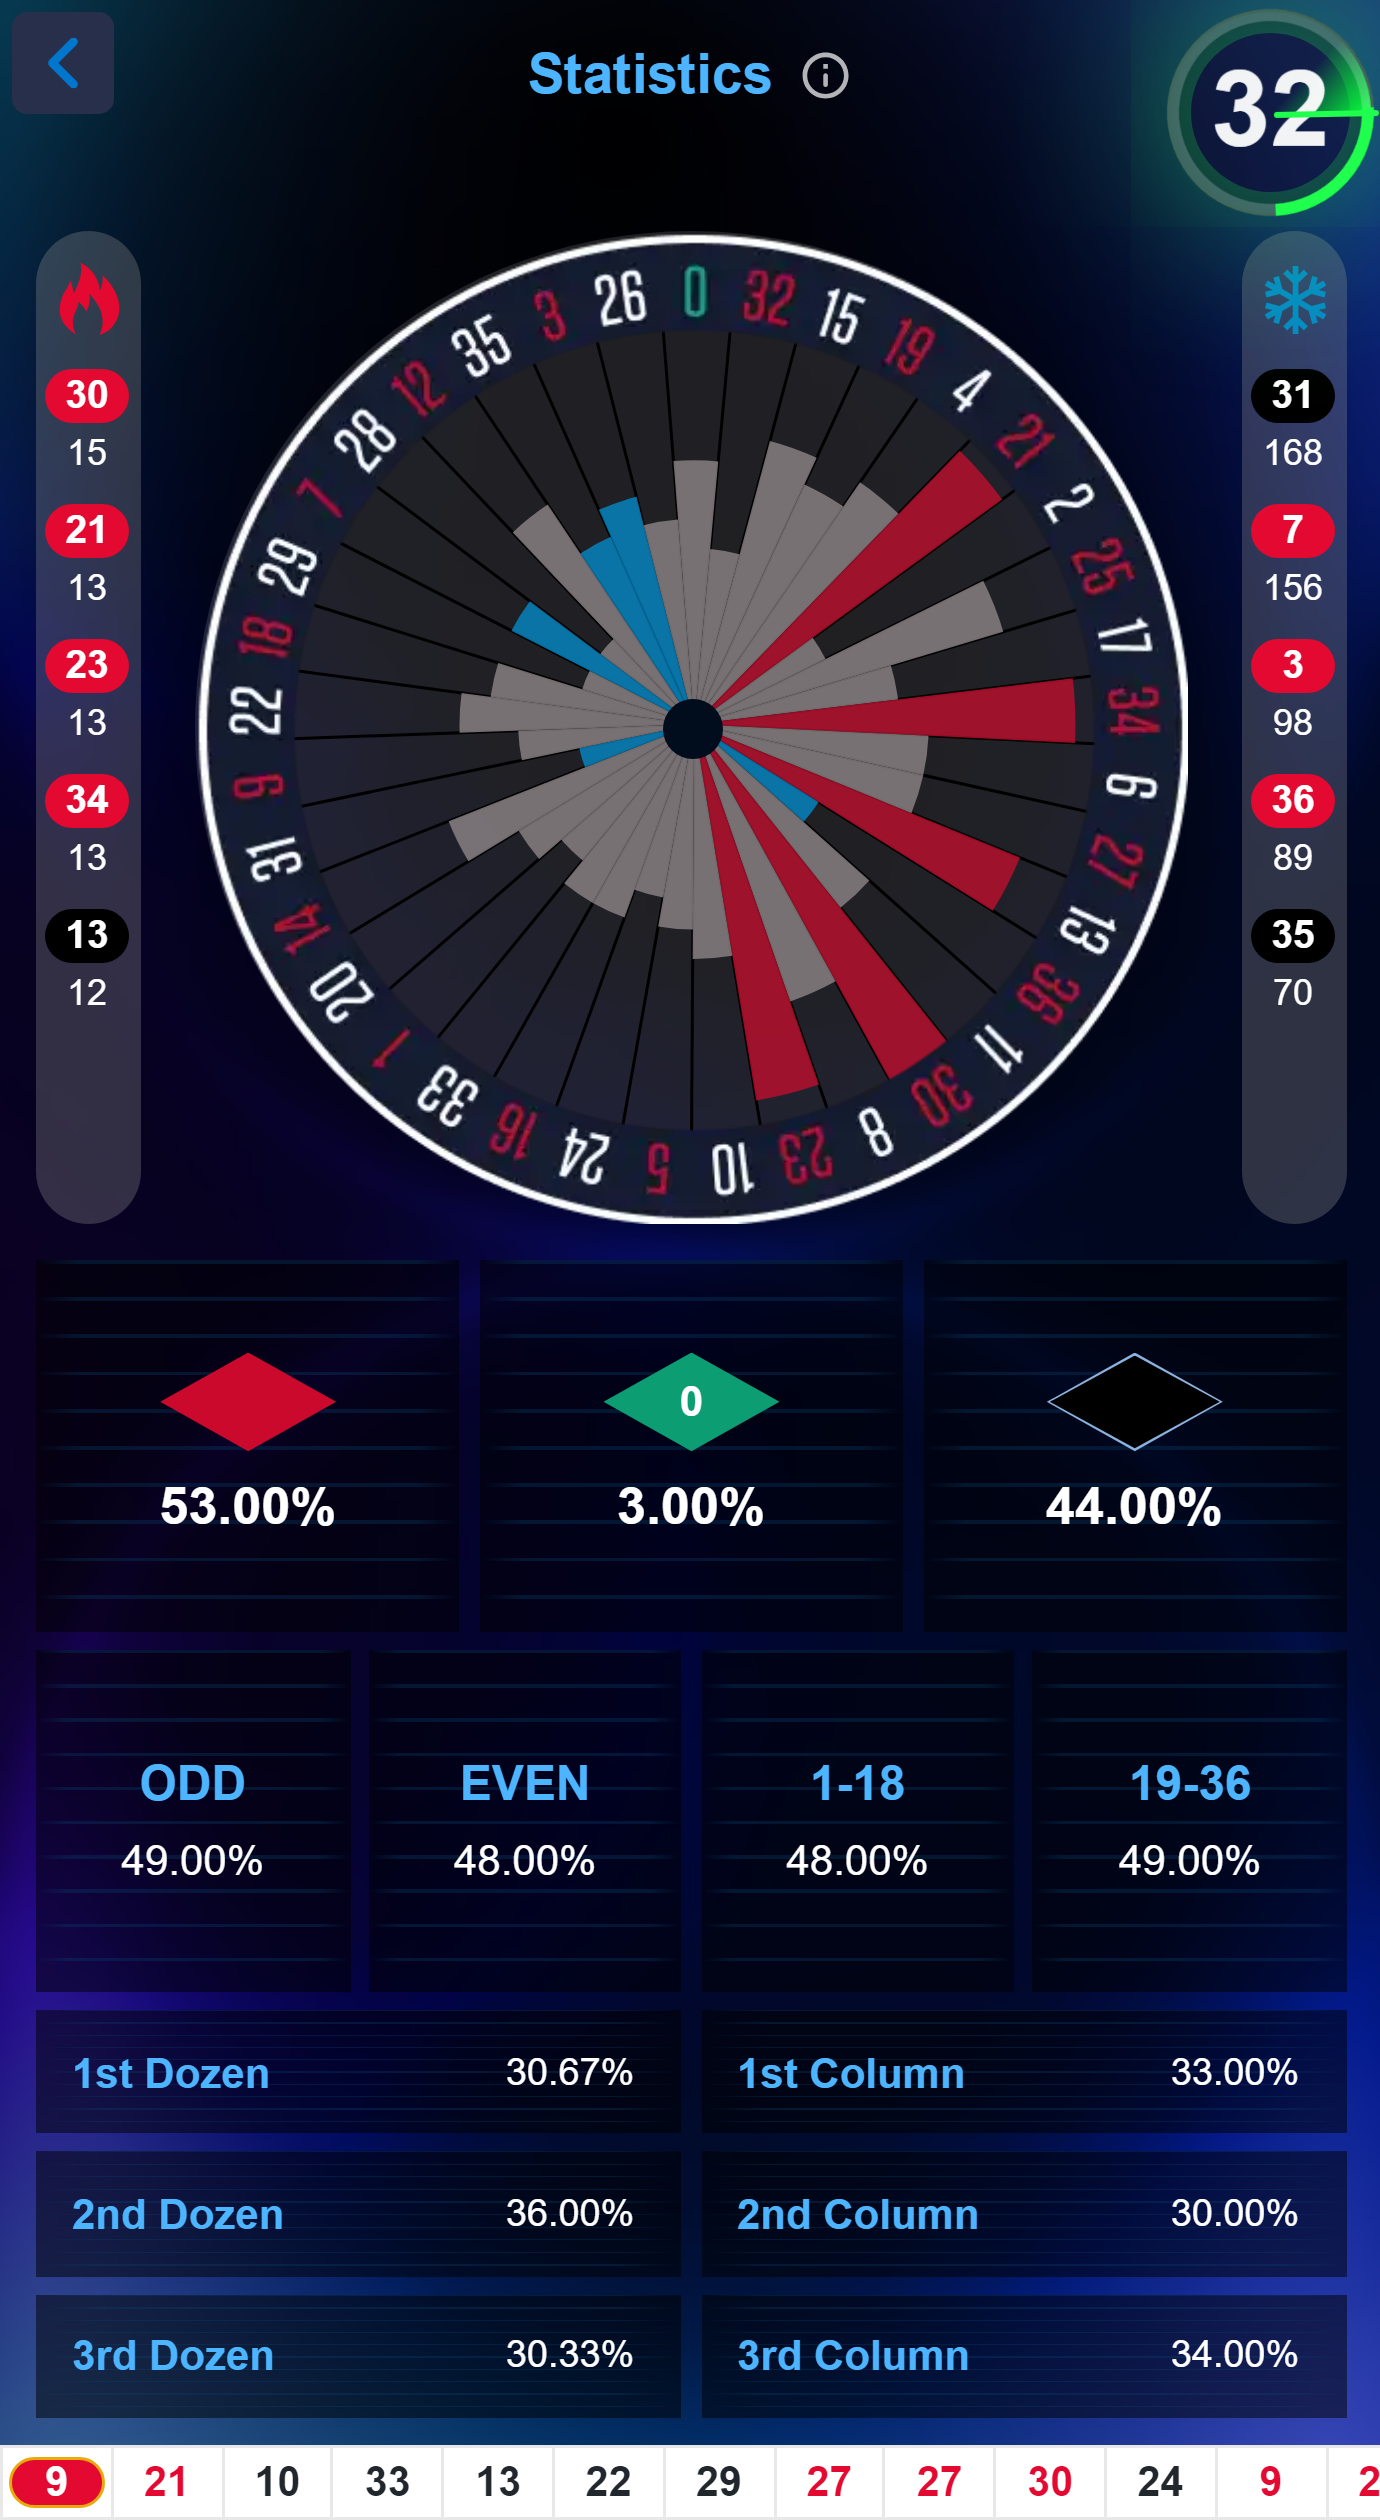 Statistics
32
0 32 15 19 4 21 2 25 17 34 6 27 13 36 11 30 8 23 10 5 24 16 33 1 20 14 31 9 22 18 29 7 28 12 35 3 26
30
15
21
13
23
13
34
13
13
12
31
168
7
156
3
98
36
89
35
70
0
53.00% 3.00% 44.00%
ODD EVEN 1-18 19-36
49.00% 48.00% 48.00% 49.00%
1st Dozen 30.67% 1st Column 33.00%
2nd Dozen 36.00% 2nd Column 30.00%
3rd Dozen 30.33% 3rd Column 34.00%
9 21 10 33 13 22 29 27 27 30 24 9